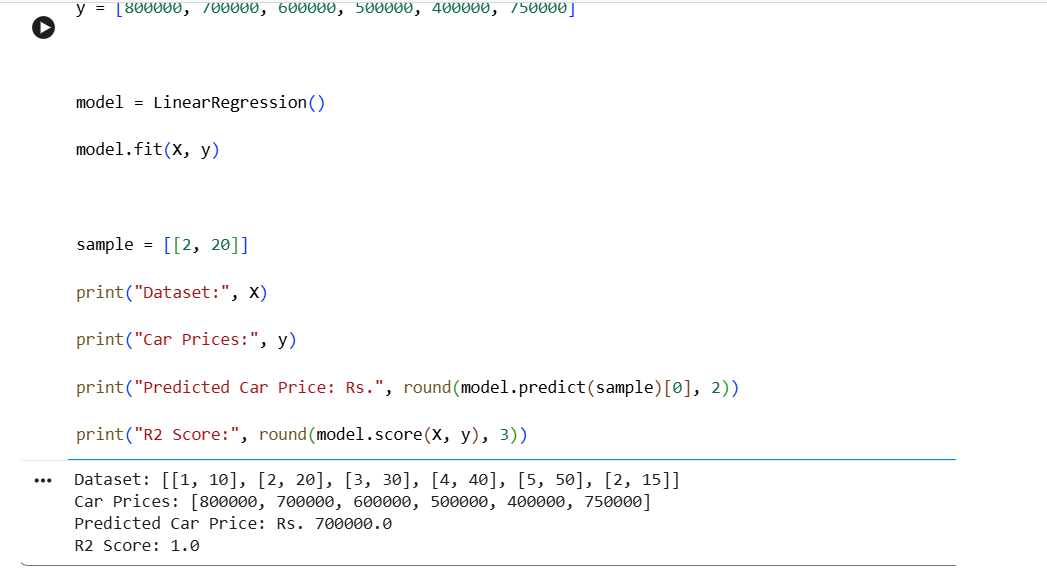 y = [800000, 700000, 600000, 500000, 400000, 750000]
model = LinearRegression()
model.fit(X, y)
sample = [[2, 20]]
print("Dataset:", X)
print("Car Prices:", y)
print("Predicted Car Price: Rs.", round(model.predict(sample)[0], 2))
print("R2 Score:", round(model.score(X, y), 3))
Dataset: [[1, 10], [2, 20], [3, 30], [4, 40], [5, 50], [2, 15]]
Car Prices: [800000, 700000, 600000, 500000, 400000, 750000]
Predicted Car Price: Rs. 700000.0
R2 Score: 1.0